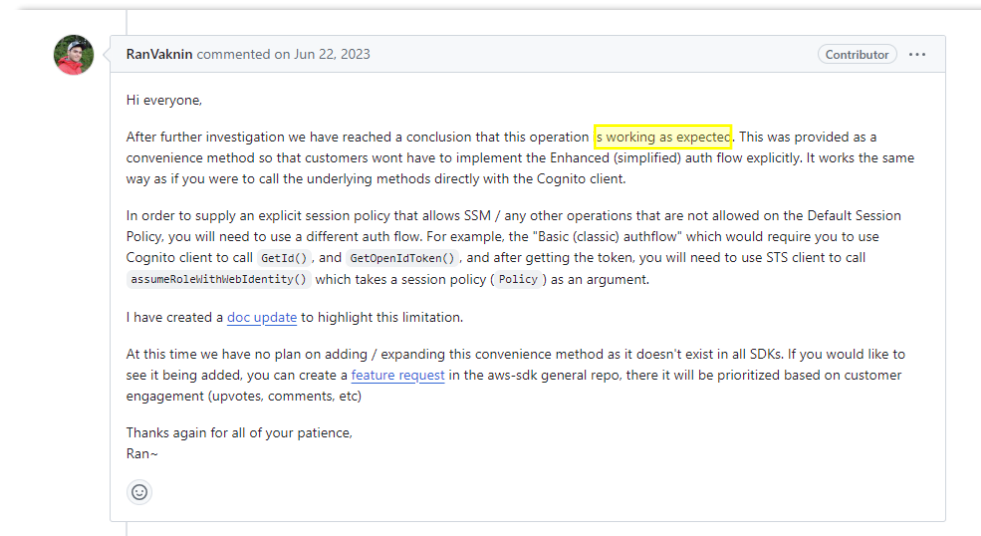 RanVaknin commented on Jun 22, 2023
Contributor
Hi everyone,
After further investigation we have reached a conclusion that this operation is working as expected. This was provided as a
convenience method so that customers wont have to implement the Enhanced (simplified) auth flow explicitly. It works the same
way as if you were to call the underlying methods directly with the Cognito client.
In order to supply an explicit session policy that allows SSM / any other operations that are not allowed on the Default Session
Policy, you will need to use a different auth flow. For example, the "Basic (classic) authflow" which would require you to use
Cognito client to call GetId() , and GetOpenIdToken() , and after getting the token, you will need to use STS client to call
assumeRoleWithWebIdentity() which takes a session policy ( Policy ) as an argument.
I have created a doc update to highlight this limitation.
At this time we have no plan on adding / expanding this convenience method as it doesn't exist in all SDKs. If you would like to
see it being added, you can create a feature request in the aws-sdk general repo, there it will be prioritized based on customer
engagement (upvotes, comments, etc)
Thanks again for all of your patience,
Ran~